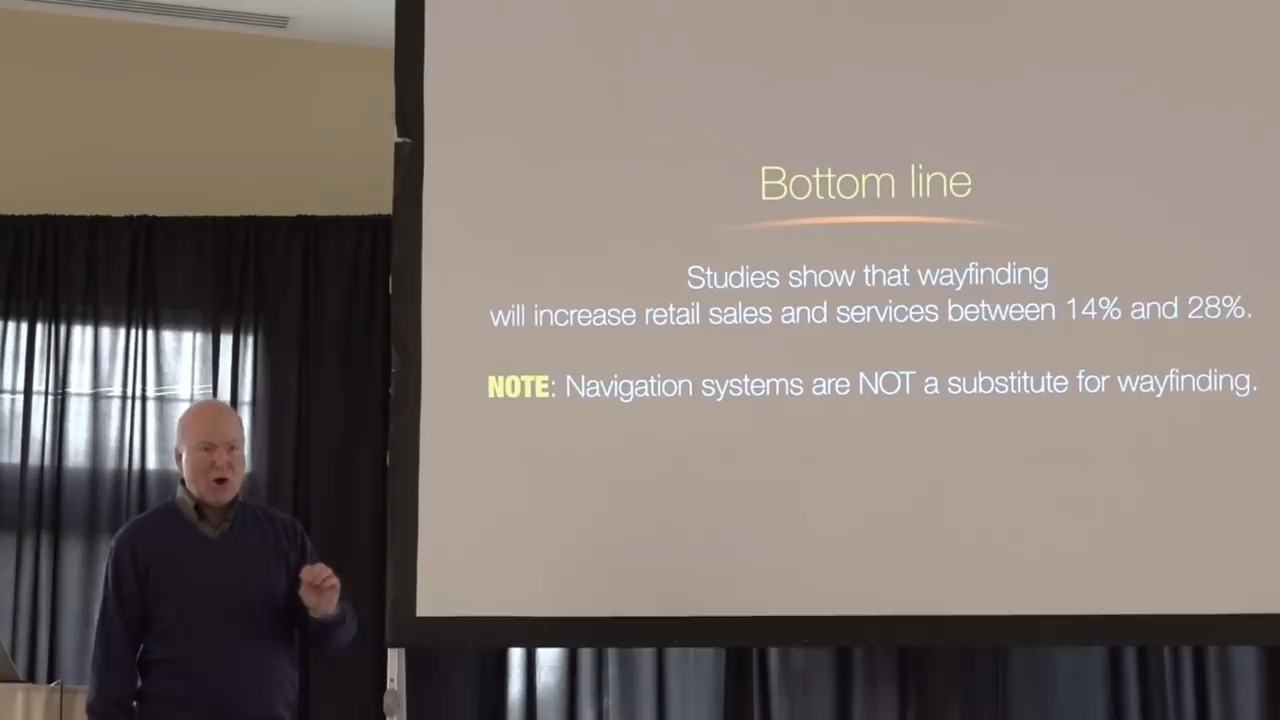 Bottom line
Studies show that wayfinding
will increase retail sales and services between 14% and 28%.
NOTE: Navigation systems are NOT a substitute for wayfinding.